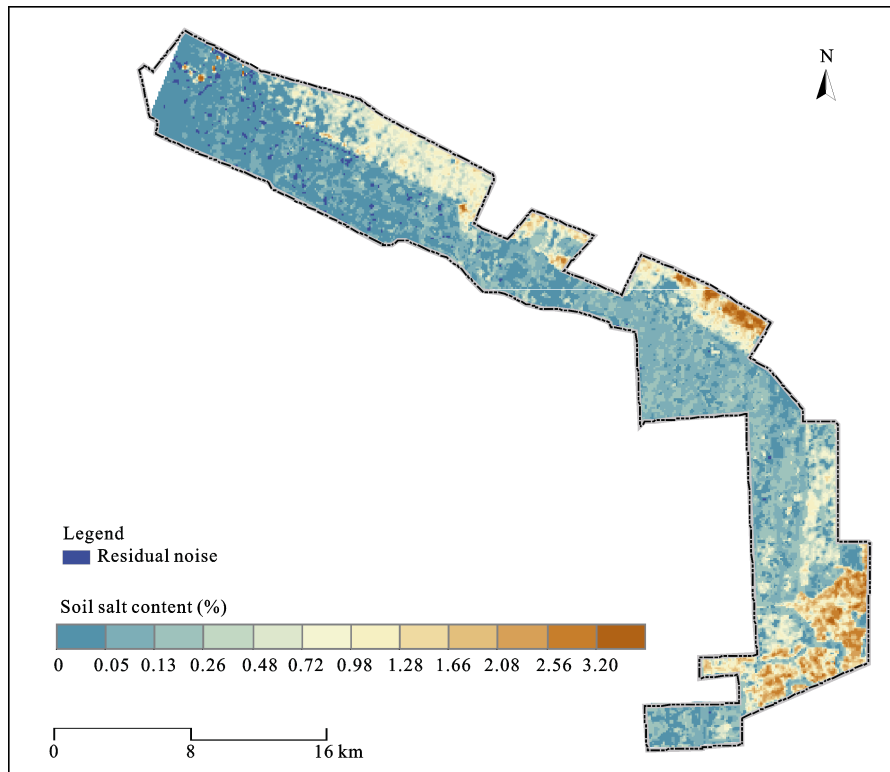 N
Legend
Residual noise
Soil salt content (%)
0 0.05 0.13 0.26 0.48 0.72 0.98 1.28 1.66 2.08 2.56 3.20
0 8 16 km